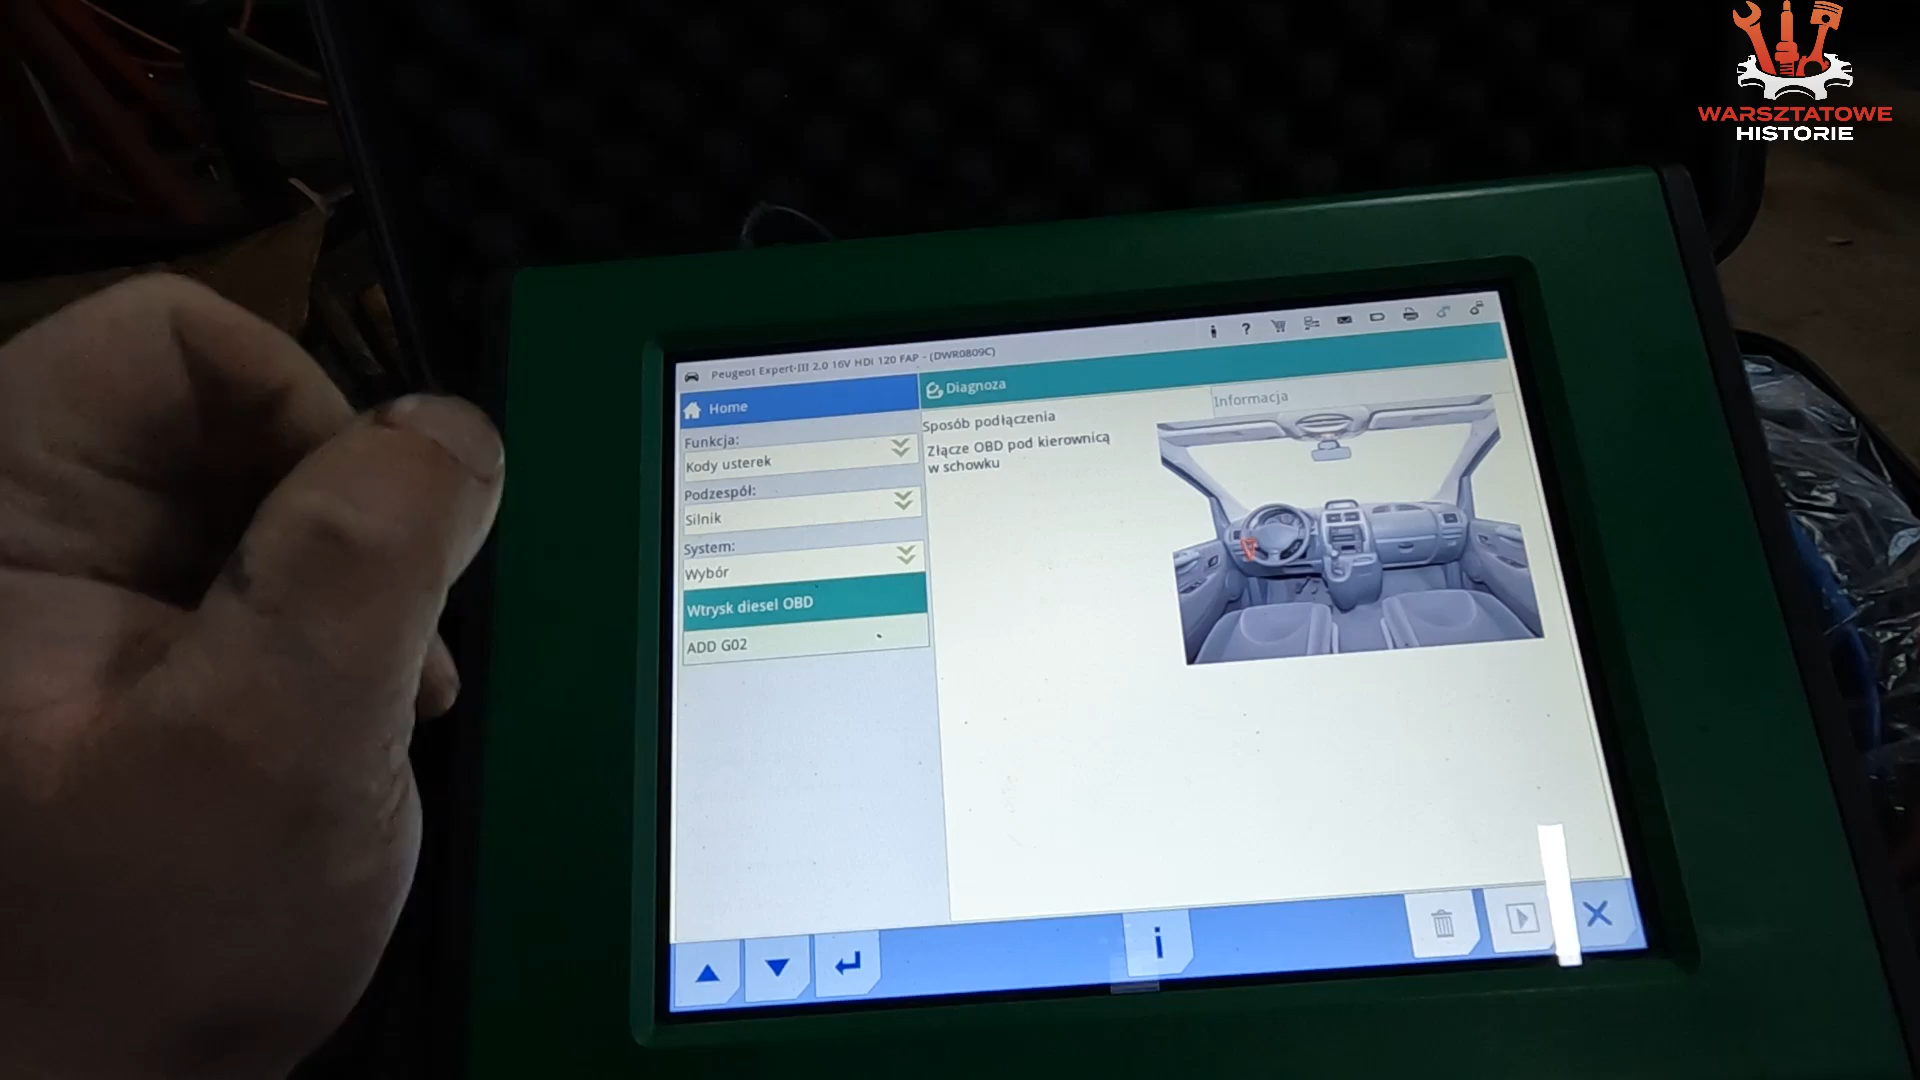 WARSZTATOWE
HISTORIE
Peugeot Expert-III 2.0 16V HDi 120 FAP - (DWR0809C)
Home
Funkcja:
Kody usterek
Podzespół:
Silnik
System:
Wybór
Wtrysk diesel OBD
ADD G02
Diagnoza
Informacja
Sposób podłączenia
Złącze OBD pod kierownicą
w schowku